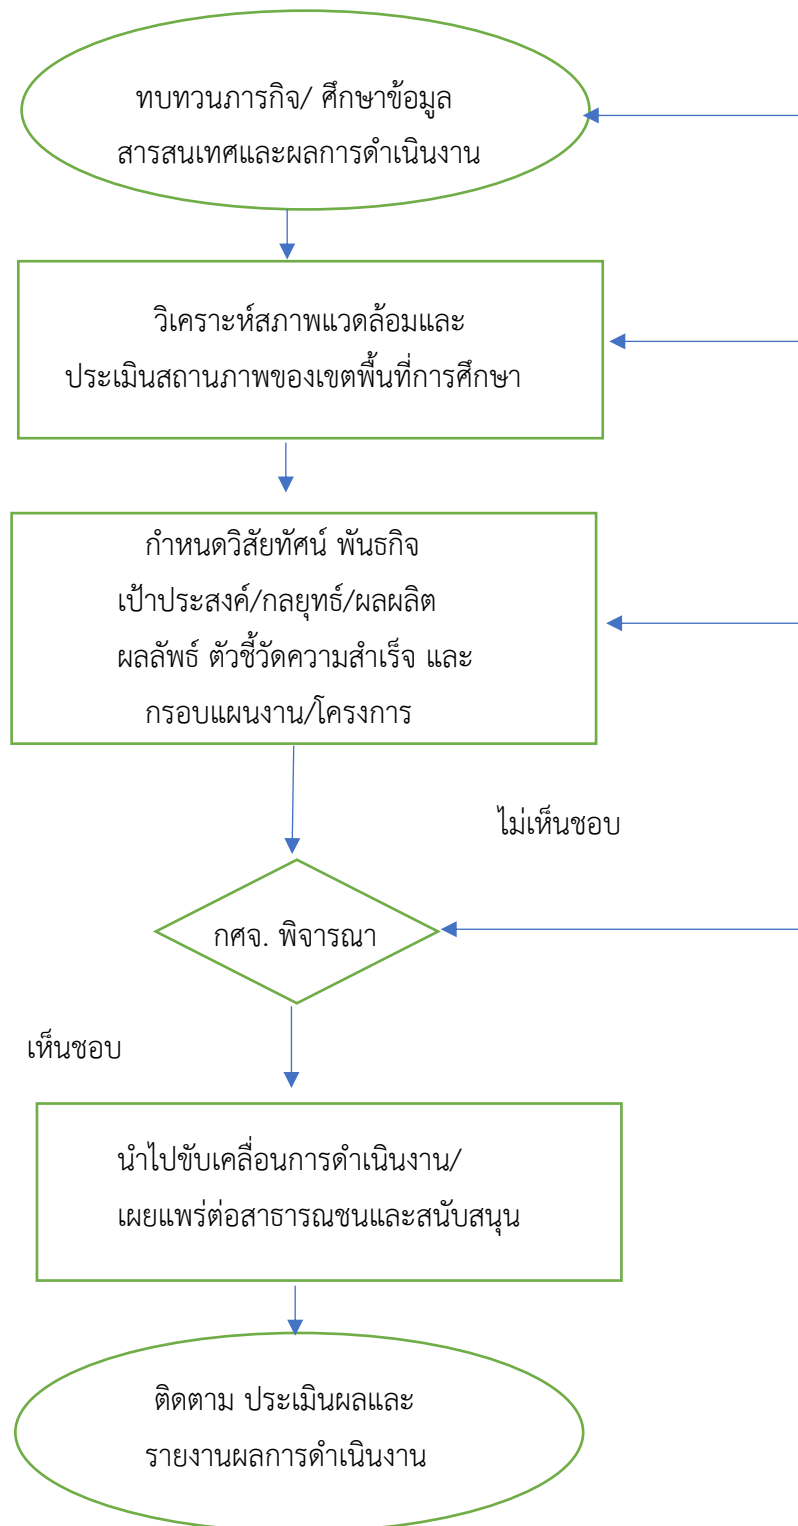 ทบทวนภารกิจ/ ศึกษาข้อมูล
สารสนเทศและผลการดำเนินงาน
วิเคราะห์สภาพแวดล้อมและ
ประเมินสถานภาพของเขตพื้นที่การศึกษา
กำหนดวิสัยทัศน์ พันธกิจ
เป้าประสงค์/กลยุทธ์/ผลผลิต
ผลลัพธ์ ตัวชี้วัดความสำเร็จ และ
กรอบแผนงาน/โครงการ
ไม่เห็นชอบ
กศจ. พิจารณา
เห็นชอบ
นำไปขับเคลื่อนการดำเนินงาน/
เผยแพร่ต่อสาธารณชนและสนับสนุน
ติดตาม ประเมินผลและ
รายงานผลการดำเนินงาน